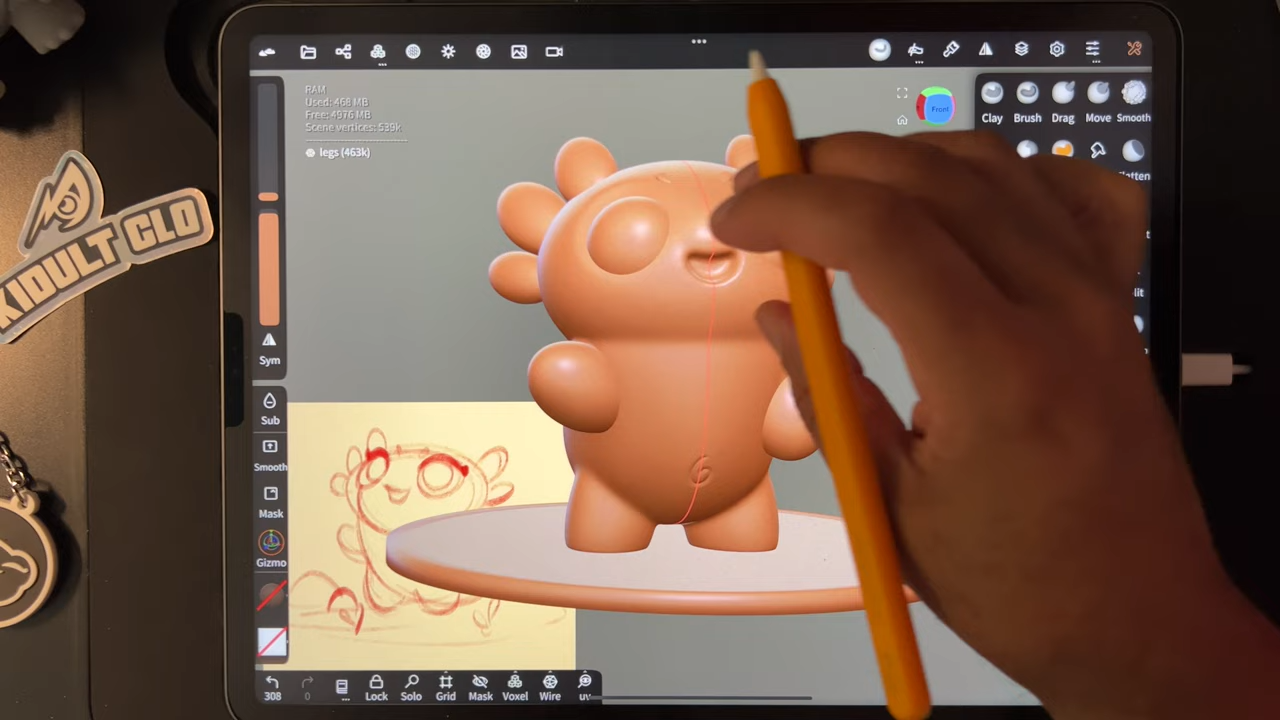 RAM
Used: 468 MB
Free: 4976 MB
Scene vertices: 539k
legs (463k)
Front
Clay Brush Drag Move Smooth
KIDULT CLO
Sym
Sub
Smooth
Mask
Gizmo
308 0 Lock Solo Grid Mask Voxel Wire uv